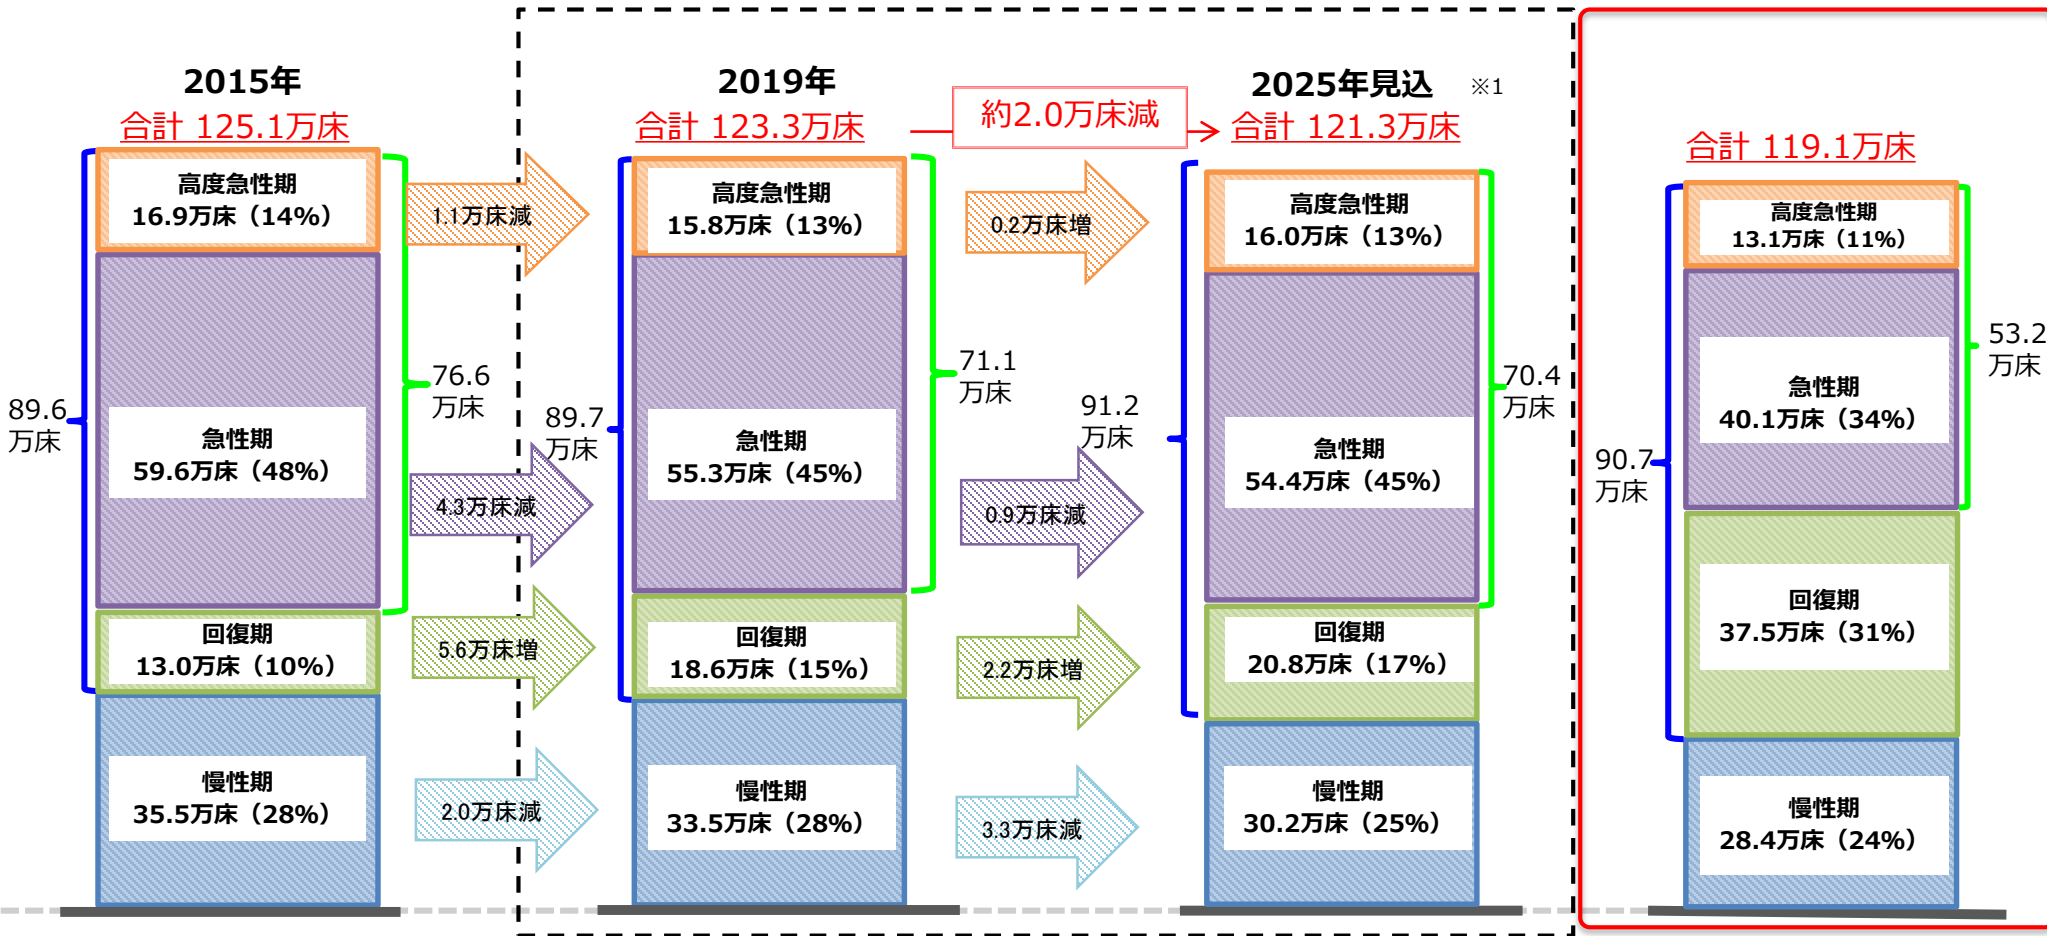 2015年
合計 125.1万床
高度急性期
16.9万床（14%）
急性期
59.6万床（48%）
回復期
13.0万床（10%）
慢性期
35.5万床（28%）
89.6
万床
76.6
万床
1.1万床減
4.3万床減
5.6万床増
2.0万床減
2019年
合計 123.3万床
高度急性期
15.8万床（13%）
急性期
55.3万床（45%）
回復期
18.6万床（15%）
慢性期
33.5万床（28%）
89.7
万床
71.1
万床
約2.0万床減
0.2万床増
0.9万床減
2.2万床増
3.3万床減
2025年見込 ※1
合計 121.3万床
高度急性期
16.0万床（13%）
急性期
54.4万床（45%）
回復期
20.8万床（17%）
慢性期
30.2万床（25%）
91.2
万床
70.4
万床
合計 119.1万床
高度急性期
13.1万床（11%）
急性期
40.1万床（34%）
回復期
37.5万床（31%）
慢性期
28.4万床（24%）
90.7
万床
53.2
万床